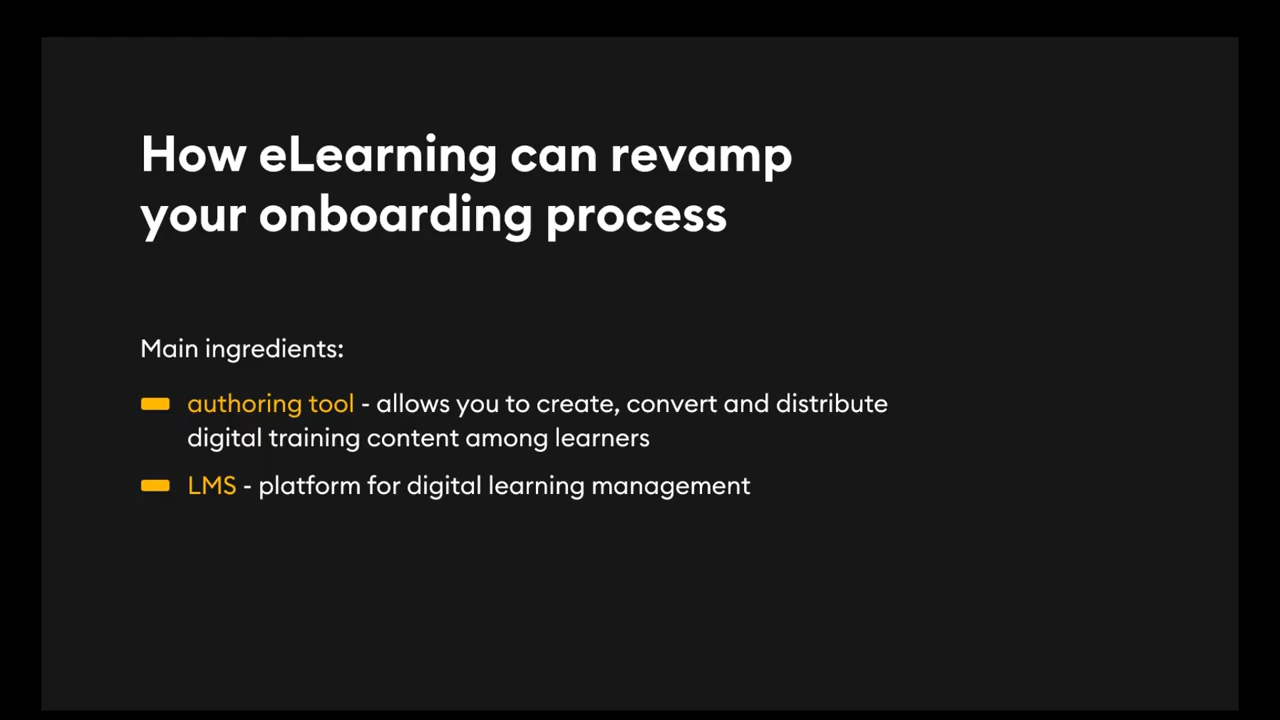 How eLearning can revamp
your onboarding process
Main ingredients:
authoring tool - allows you to create, convert and distribute
digital training content among learners
LMS - platform for digital learning management